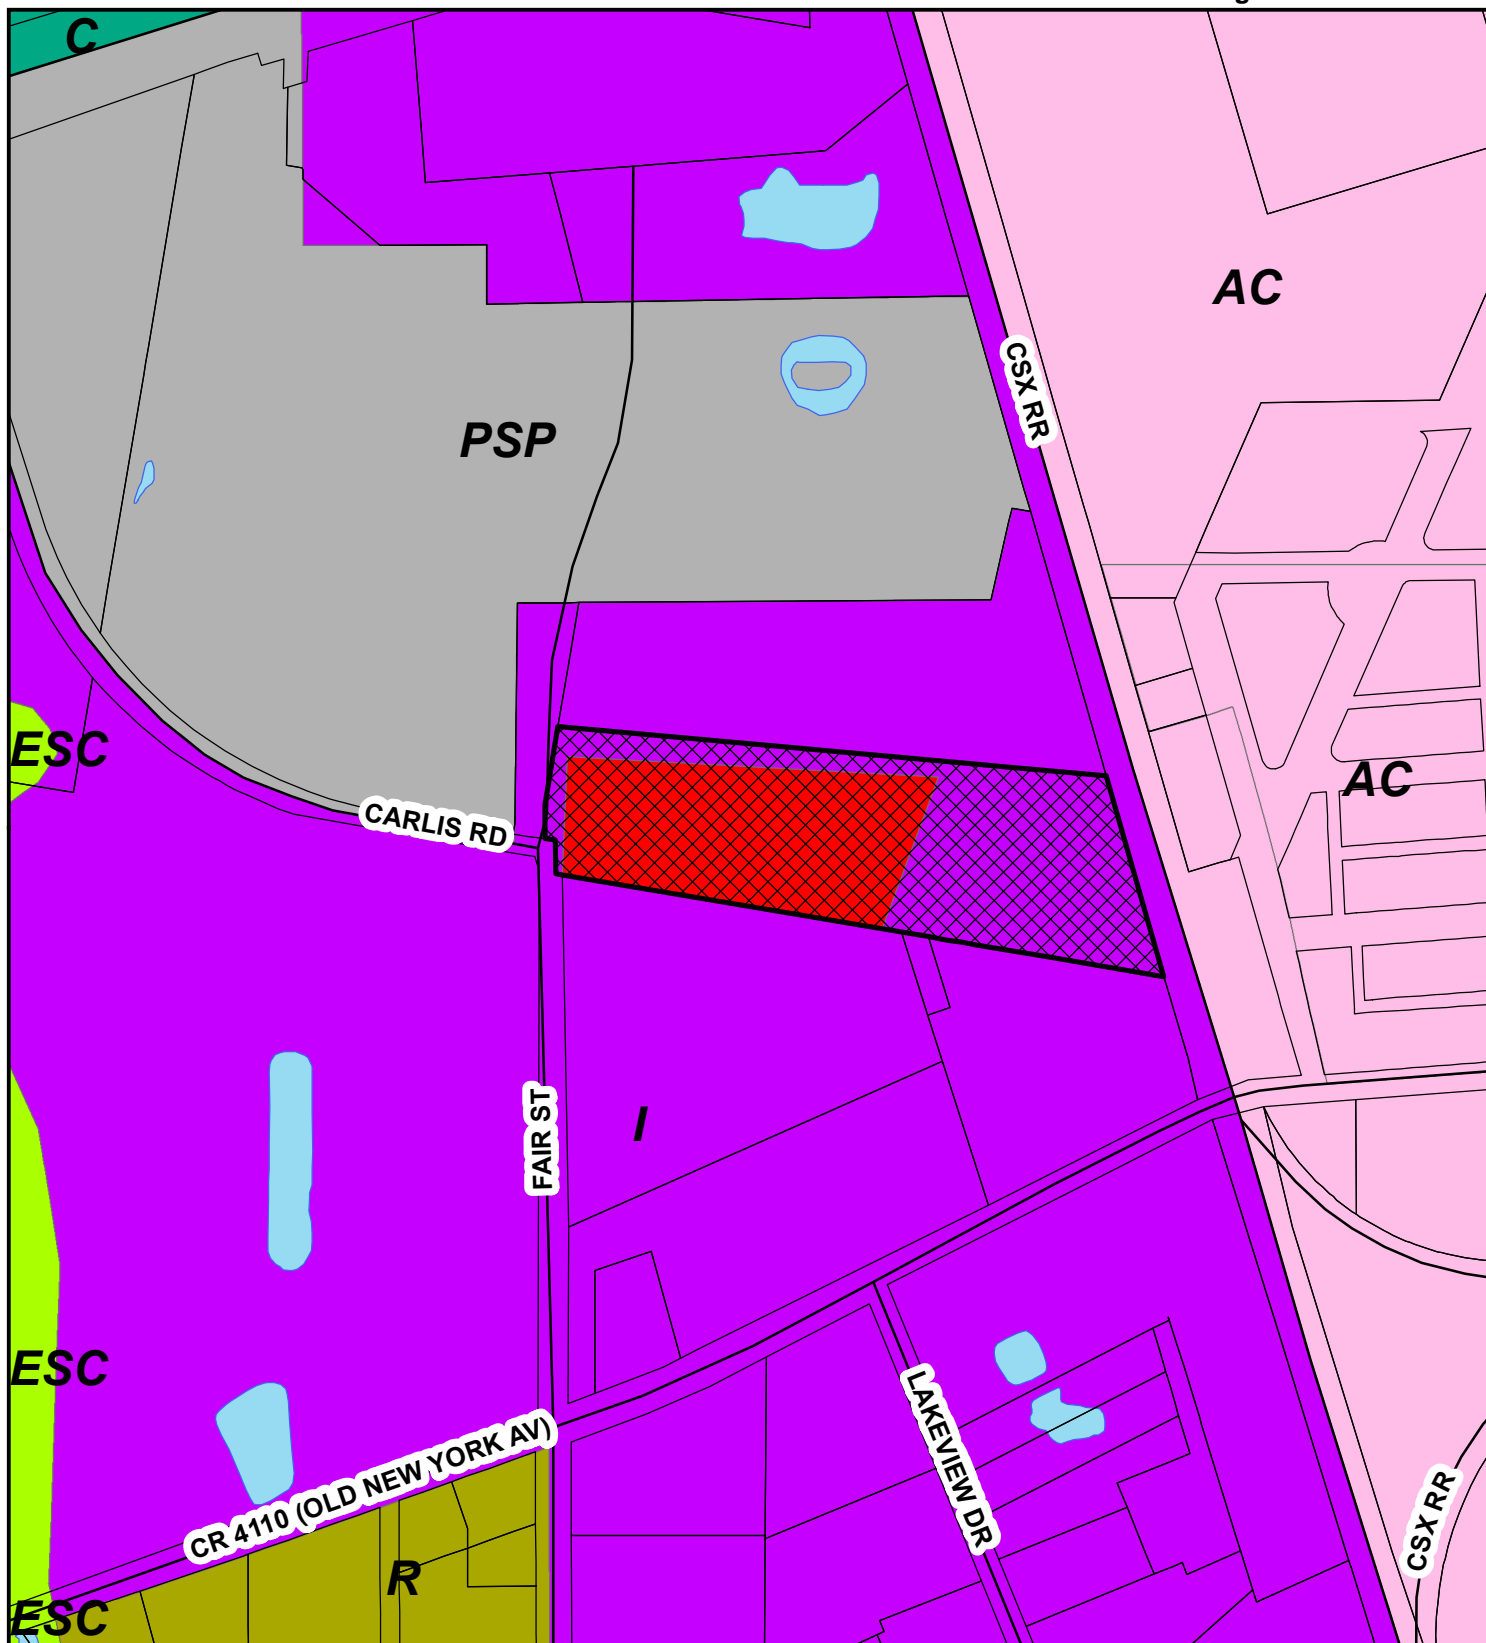 C
AC
CSX RR
PSP
ESC
AC
CARLIS RD
FAIR ST
I
ESC
LAKEVIEW DR
CR 4110 (OLD NEW YORK AV)
CSX RR
R
ESC